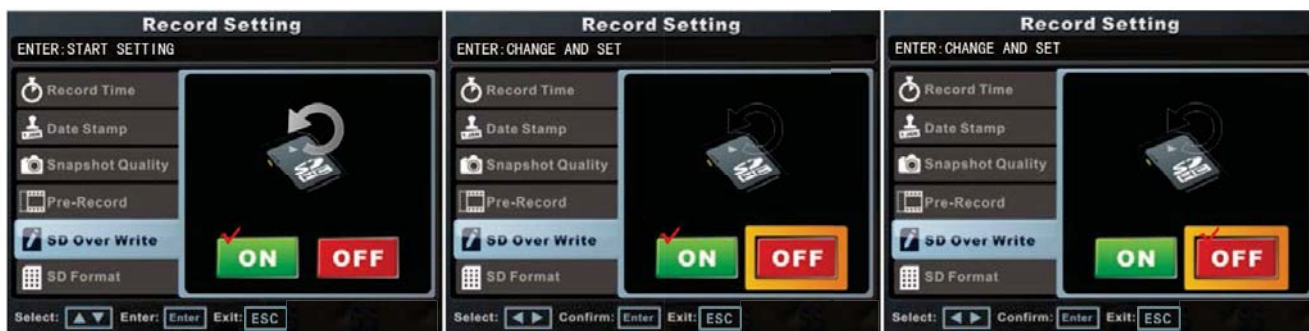 Record Setting
ENTER:START SETTING
Record Time
Date Stamp
Snapshot Quality
Pre-Record
SD Over Write
SD Format
ON OFF
Select: ▲ ▼ Enter: Enter Exit: ESC
Record Setting
ENTER:CHANGE AND SET
Record Time
Date Stamp
Snapshot Quality
Pre-Record
SD Over Write
SD Format
ON OFF
Select: ◀ ▶ Confirm: Enter Exit: ESC
Record Setting
ENTER:CHANGE AND SET
Record Time
Date Stamp
Snapshot Quality
Pre-Record
SD Over Write
SD Format
ON OFF
Select: ◀ ▶ Confirm: Enter Exit: ESC